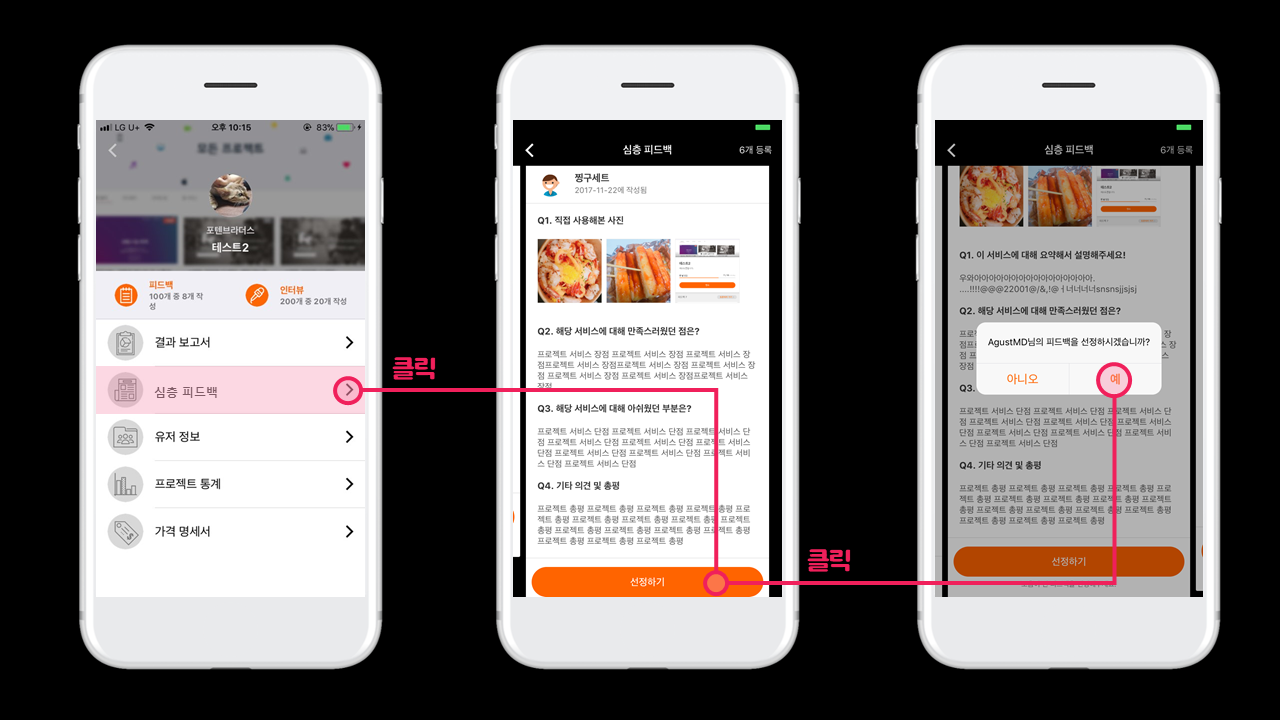 LG U+
오후 10:15
83%
모든 프로젝트
포텐브라더스
테스트2
피드백
100개 중 8개 작
성
인터뷰
200개 중 20개 작성
결과 보고서
심층 피드백
유저 정보
프로젝트 통계
가격 명세서
클릭
심층 피드백
6개 등록
찡구세트
2017-11-22에 작성됨
Q1. 직접 사용해본 사진
Q2. 해당 서비스에 대해 만족스러웠던 점은?
프로젝트 서비스 장점 프로젝트 서비스 장점 프로젝트 서비스 장
점프로젝트 서비스 장점프로젝트 서비스 장점 프로젝트 서비스 장
점 프로젝트 서비스 장점 프로젝트 서비스 장점프로젝트 서비스
장점
Q3. 해당 서비스에 대해 아쉬웠던 부분은?
프로젝트 서비스 단점 프로젝트 서비스 단점 프로젝트 서비스 단
점 프로젝트 서비스 단점 프로젝트 서비스 단점 프로젝트 서비스
단점 프로젝트 서비스 단점 프로젝트 서비스 단점 프로젝트 서비
스 단점 프로젝트 서비스 단점
Q4. 기타 의견 및 총평
프로젝트 총평 프로젝트 총평 프로젝트 총평 프로젝트 총평 프로
젝트 총평 프로젝트 총평 프로젝트 총평 프로젝트 총평 프로젝트
총평 프로젝트 총평 프로젝트 총평 프로젝트 총평 프로젝트 총평
프로젝트 총평 프로젝트 총평 프로젝트 총평
선정하기
클릭
심층 피드백
6개 등록
Q1. 이 서비스에 대해 요약해서 설명해주세요!
우와아아아아아아아아아아아아아아아,
....!!!!@@@22001@/&,!@ㅕ너너너너snsnsjjsjsj
Q2. 해당 서비스에 대해 만족스러웠던 점은?
AgustMD님의 피드백을 선정하시겠습니까?
아니오
예
Q3.
프로젝트 서비스 단점 프로젝트 서비스 단점 프로젝트 서비스 단
점 프로젝트 서비스 단점 프로젝트 서비스 단점 프로젝트 서비스
단점 프로젝트 서비스 단점 프로젝트 서비스 단점 프로젝트 서비
스 단점 프로젝트 서비스 단점
Q4. 기타 의견 및 총평
프로젝트 총평 프로젝트 총평 프로젝트 총평 프로젝트 총평 프로
젝트 총평 프로젝트 총평 프로젝트 총평 프로젝트 총평 프로젝트
총평 프로젝트 총평 프로젝트 총평 프로젝트 총평 프로젝트 총평
프로젝트 총평 프로젝트 총평 프로젝트 총평
선정하기